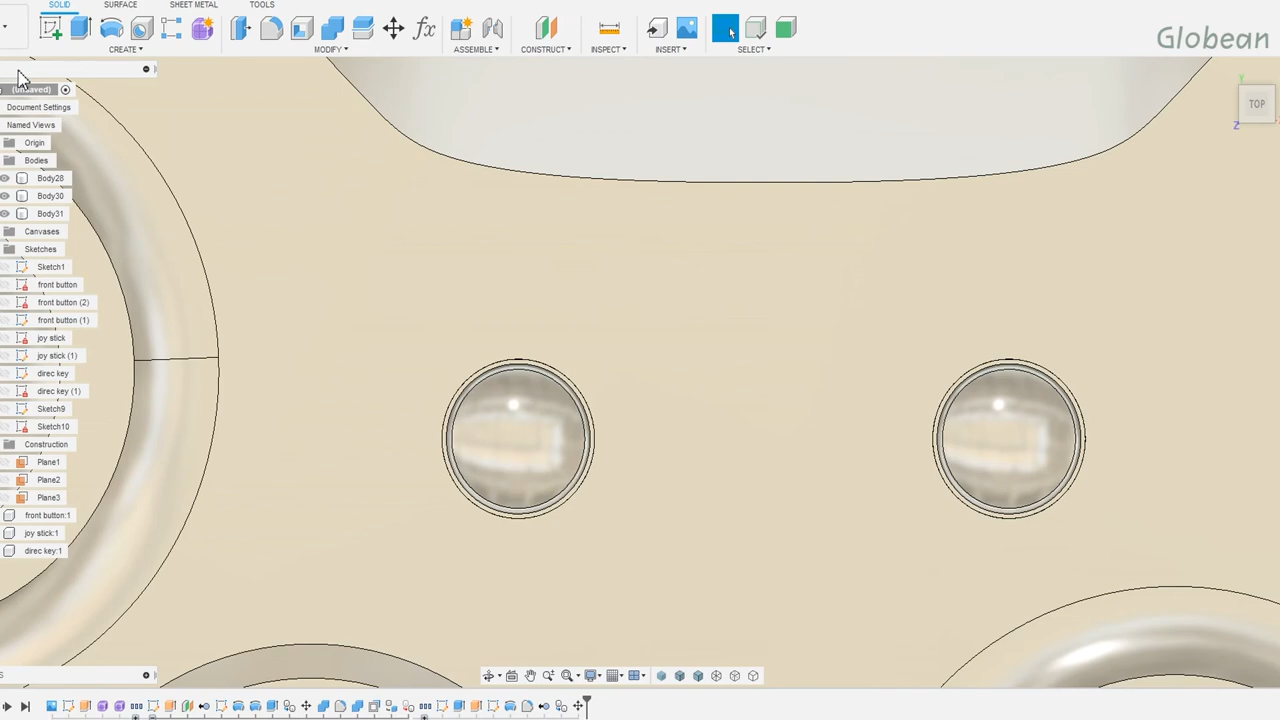 SOLID SURFACE SHEET METAL TOOLS
CREATE MODIFY ASSEMBLE CONSTRUCT INSPECT INSERT SELECT
Globean
(Unsaved)
Document Settings
Named Views
Origin
Bodies
Body28
Body30
Body31
Canvases
Sketches
Sketch1
front button
front button (2)
front button (1)
joy stick
joy stick (1)
direc key
direc key (1)
Sketch9
Sketch10
Construction
Plane1
Plane2
Plane3
front button:1
joy stick:1
direc key:1
TOP
Z